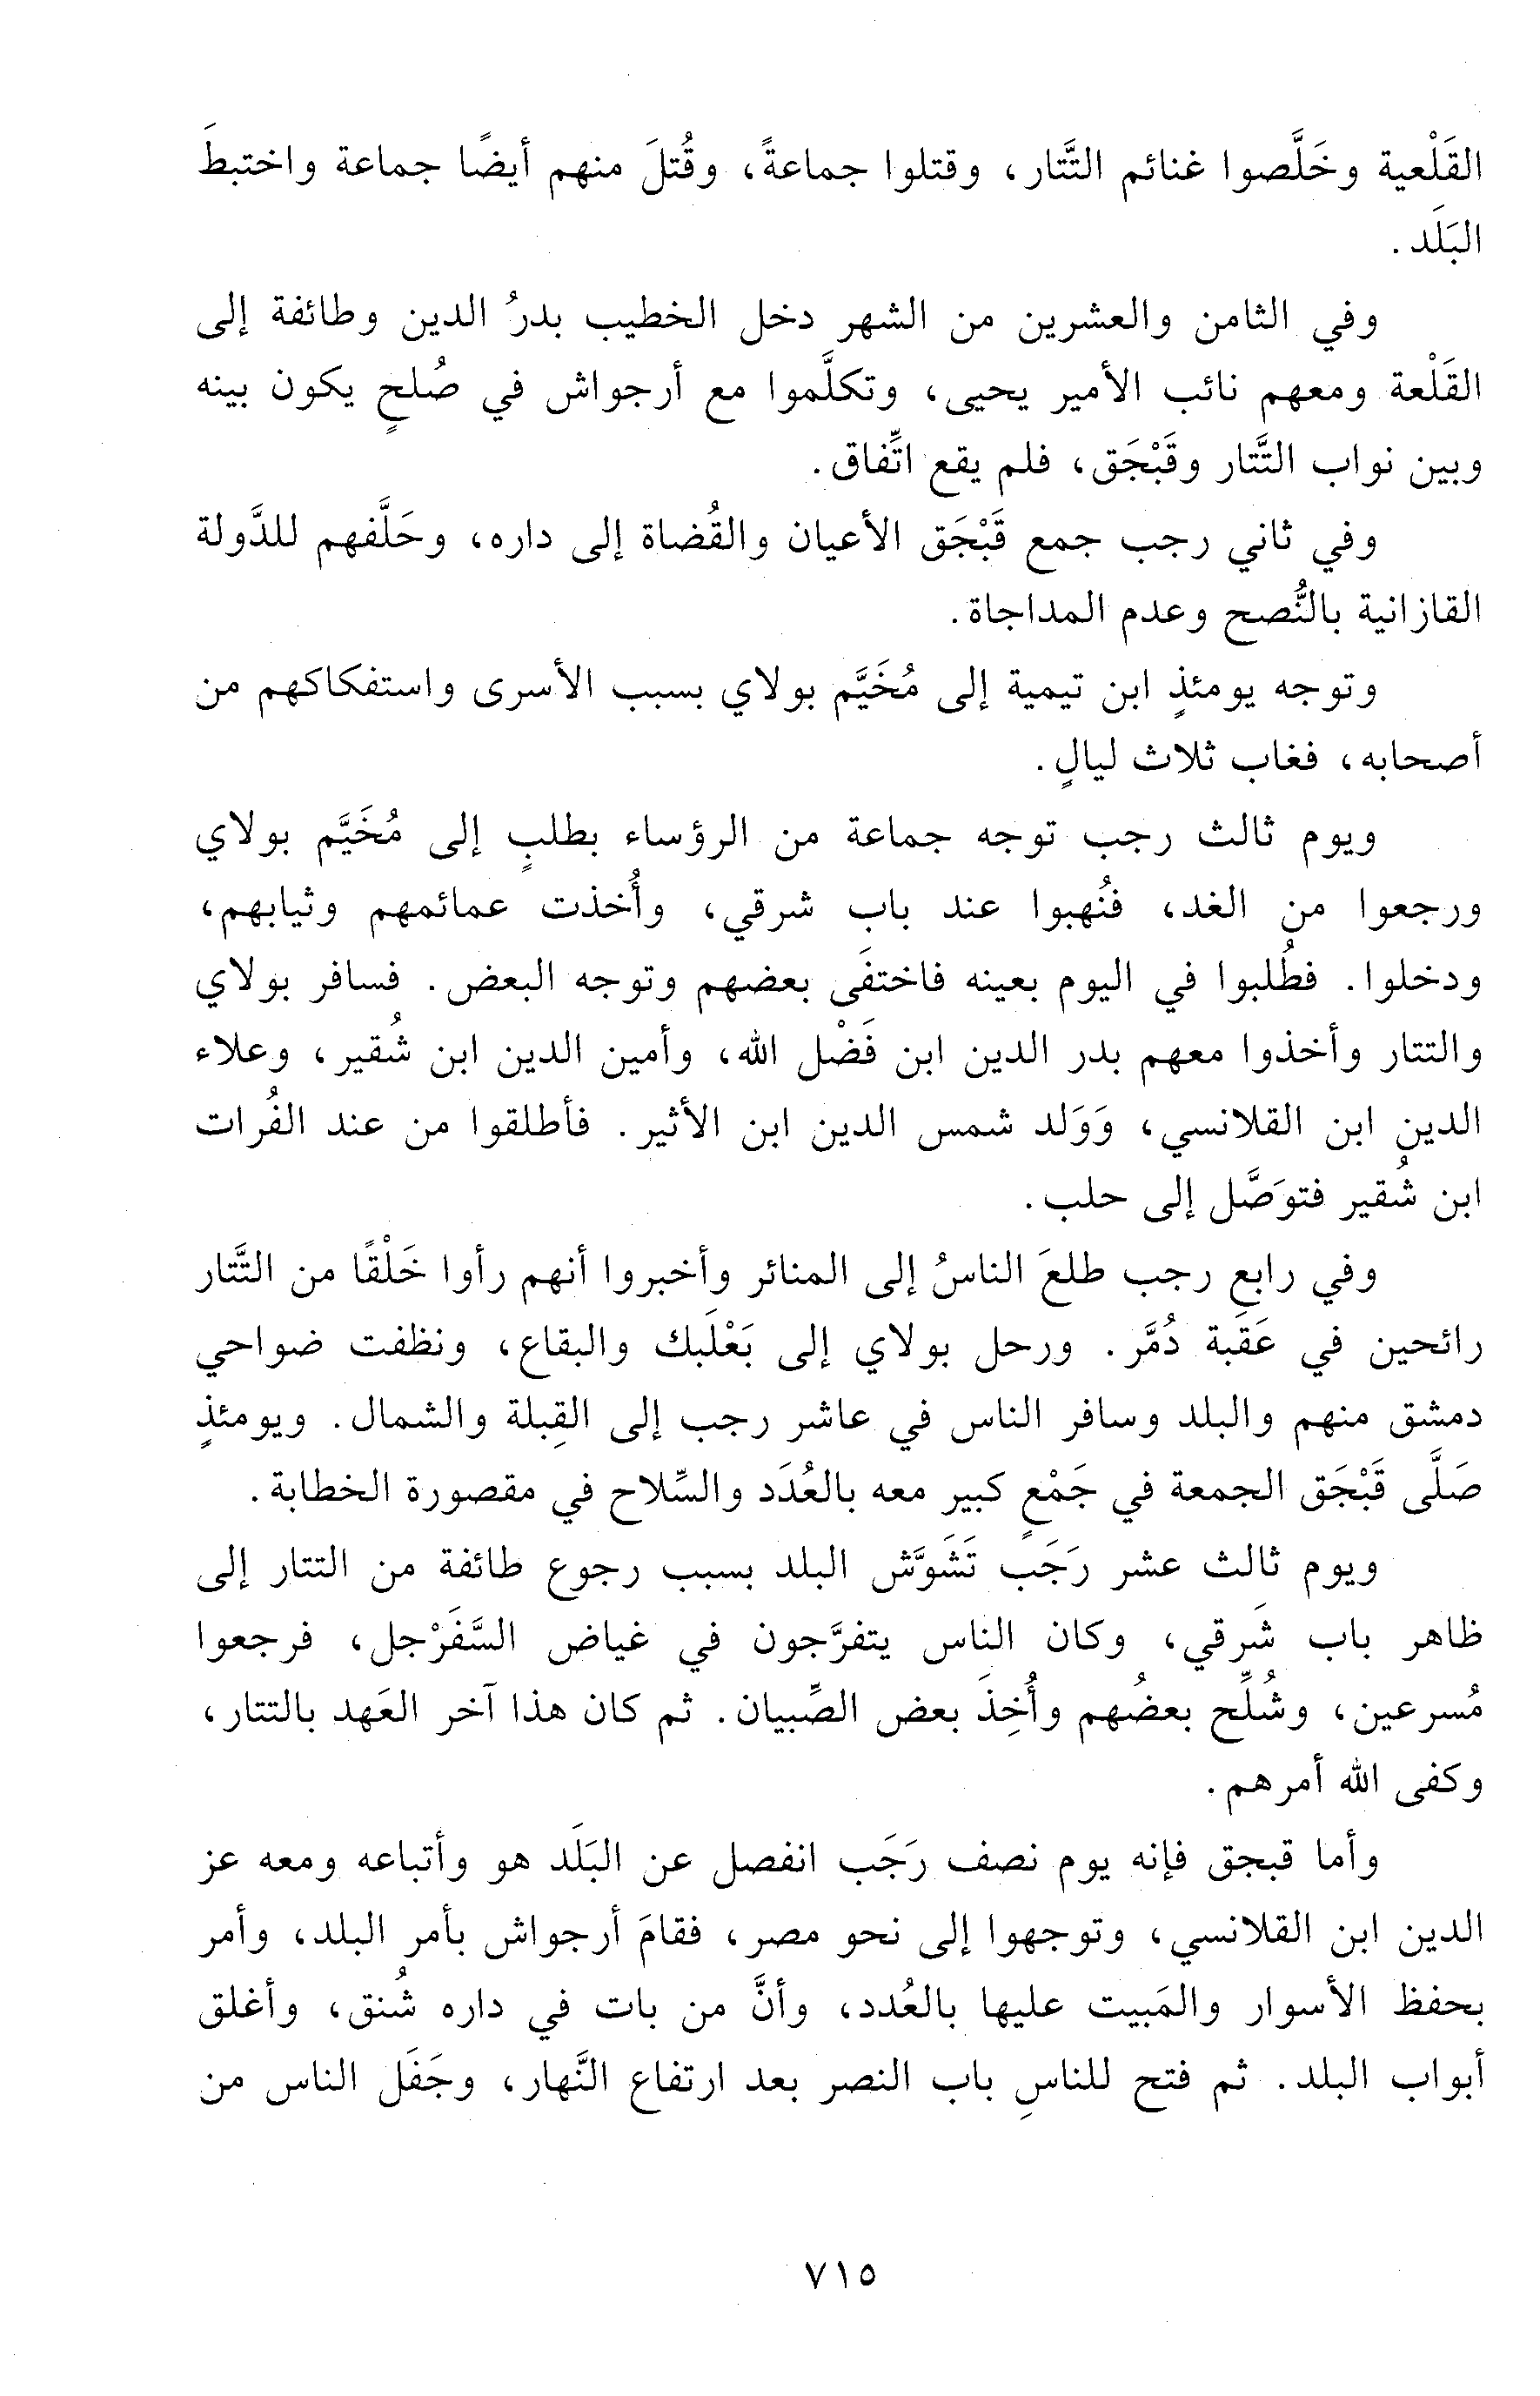 القَلْعية وخَلَّصوا غنائم التَّتار، وقتلوا جماعةً، وقُتلَ منهم أيضًا جماعة واختبطَ
البَلَد.
وفي الثامن والعشرين من الشهر دخل الخطيب بدرُ الدين وطائفة إلى
القَلْعة ومعهم نائب الأمير يحيى، وتكلَّموا مع أرجواش في صُلحٍ يكون بينه
وبين نواب التَّتار وقَبْجَق، فلم يقع اتِّفاق.
وفي ثاني رجب جمع قَبْجَق الأعيان والقُضاة إلى داره، وحَلَّفهم للدَّولة
القازانية بالنُّصح وعدم المداجاة.
وتوجه يومئذٍ ابن تيمية إلى مُخَيَّم بولاي بسبب الأسرى واستفكاكهم من
أصحابه، فغاب ثلاث ليالٍ.
ويوم ثالث رجب توجه جماعة من الرؤساء بطلبٍ إلى مُخَيَّم بولاي
ورجعوا من الغد، فنُهبوا عند باب شرقي، وأُخذت عمائمهم وثيابهم،
ودخلوا. فطُلبوا في اليوم بعينه فاختفَى بعضهم وتوجه البعض. فسافر بولاي
والتتار وأخذوا معهم بدر الدين ابن فَضْل الله، وأمين الدين ابن شُقير، وعلاء
الدين ابن القلانسي، وَوَلد شمس الدين ابن الأثير. فأطلقوا من عند الفُرات
ابن شُقير فتوَصَّل إلى حلب.
وفي رابع رجب طلعَ الناسُ إلى المنائر وأخبروا أنهم رأوا خَلْقًا من التَّتار
رائحين في عَقَبة دُمَّر. ورحل بولاي إلى بَعْلَبك والبقاع، ونظفت ضواحي
دمشق منهم والبلد وسافر الناس في عاشر رجب إلى القِبلة والشمال. ويومئذٍ
صَلَّى قَبْجَق الجمعة في جَمْعٍ كبير معه بالعُدَد والسِّلاح في مقصورة الخطابة.
ويوم ثالث عشر رَجَب تَشَوَّش البلد بسبب رجوع طائفة من التتار إلى
ظاهر باب شَرقي، وكان الناس يتفرَّجون في غياض السَّفَرْجل، فرجعوا
مُسرعين، وشُلِّح بعضُهم وأُخِذَ بعض الصِّبيان. ثم كان هذا آخر العَهد بالتتار،
وكفى الله أمرهم.
وأما قبجق فإنه يوم نصف رَجَب انفصل عن البَلَد هو وأتباعه ومعه عز
الدين ابن القلانسي، وتوجهوا إلى نحو مصر، فقامَ أرجواش بأمر البلد، وأمر
بحفظ الأسوار والمَبيت عليها بالعُدد، وأنَّ من بات في داره شُنق، وأغلق
أبواب البلد. ثم فتح للناسِ باب النصر بعد ارتفاع النَّهار، وجَفَل الناس من
٧١٥